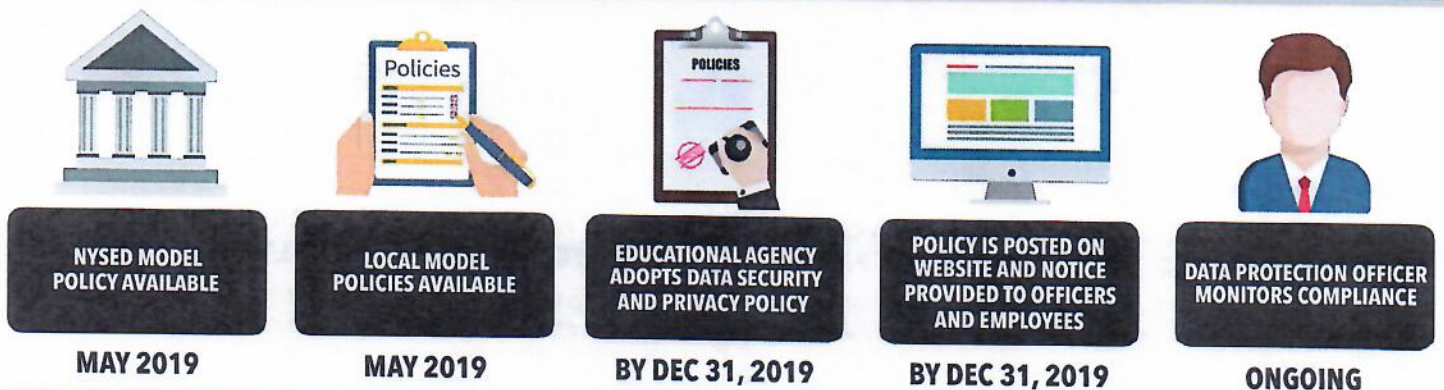 Policies
POLICIES
NYSED MODEL
POLICY AVAILABLE
MAY 2019
LOCAL MODEL
POLICIES AVAILABLE
MAY 2019
EDUCATIONAL AGENCY
ADOPTS DATA SECURITY
AND PRIVACY POLICY
BY DEC 31, 2019
POLICY IS POSTED ON
WEBSITE AND NOTICE
PROVIDED TO OFFICERS
AND EMPLOYEES
BY DEC 31, 2019
DATA PROTECTION OFFICER
MONITORS COMPLIANCE
ONGOING